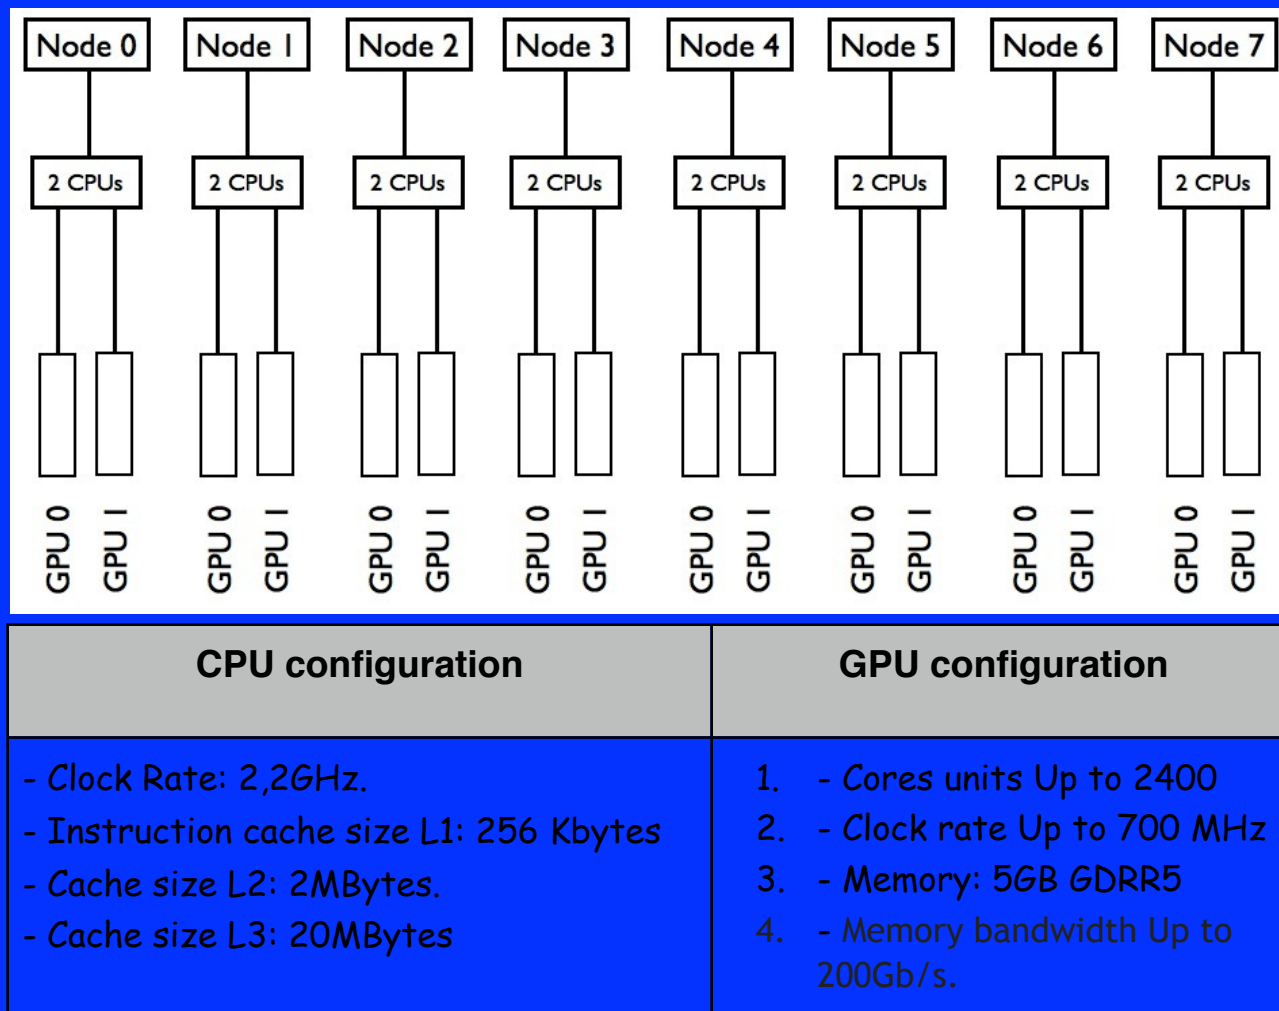 Node 0 Node 1 Node 2 Node 3 Node 4 Node 5 Node 6 Node 7
2 CPUs 2 CPUs 2 CPUs 2 CPUs 2 CPUs 2 CPUs 2 CPUs 2 CPUs
GPU 0 GPU 1 GPU 0 GPU 1 GPU 0 GPU 1 GPU 0 GPU 1 GPU 0 GPU 1 GPU 0 GPU 1 GPU 0 GPU 1 GPU 0 GPU 1
CPU configuration
- Clock Rate: 2,2GHz.
- Instruction cache size L1: 256 Kbytes
- Cache size L2: 2MBytes.
- Cache size L3: 20MBytes
GPU configuration
1. - Cores units Up to 2400
2. - Clock rate Up to 700 MHz
3. - Memory: 5GB GDRR5
4. - Memory bandwidth Up to
200Gb/s.